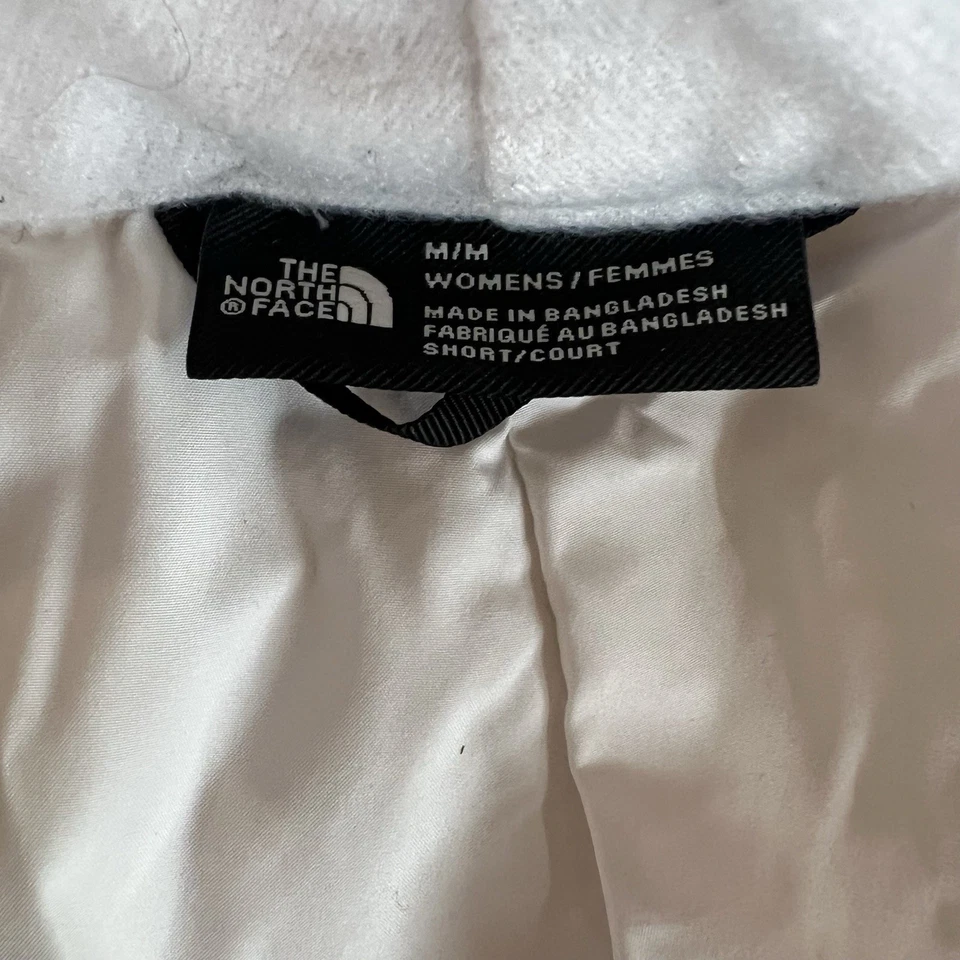 THE
NORTH
® FACE
M/M
WOMENS / FEMMES
MADE IN BANGLADESH
FABRIQUÉ AU BANGLADESH
SHORT/COURT